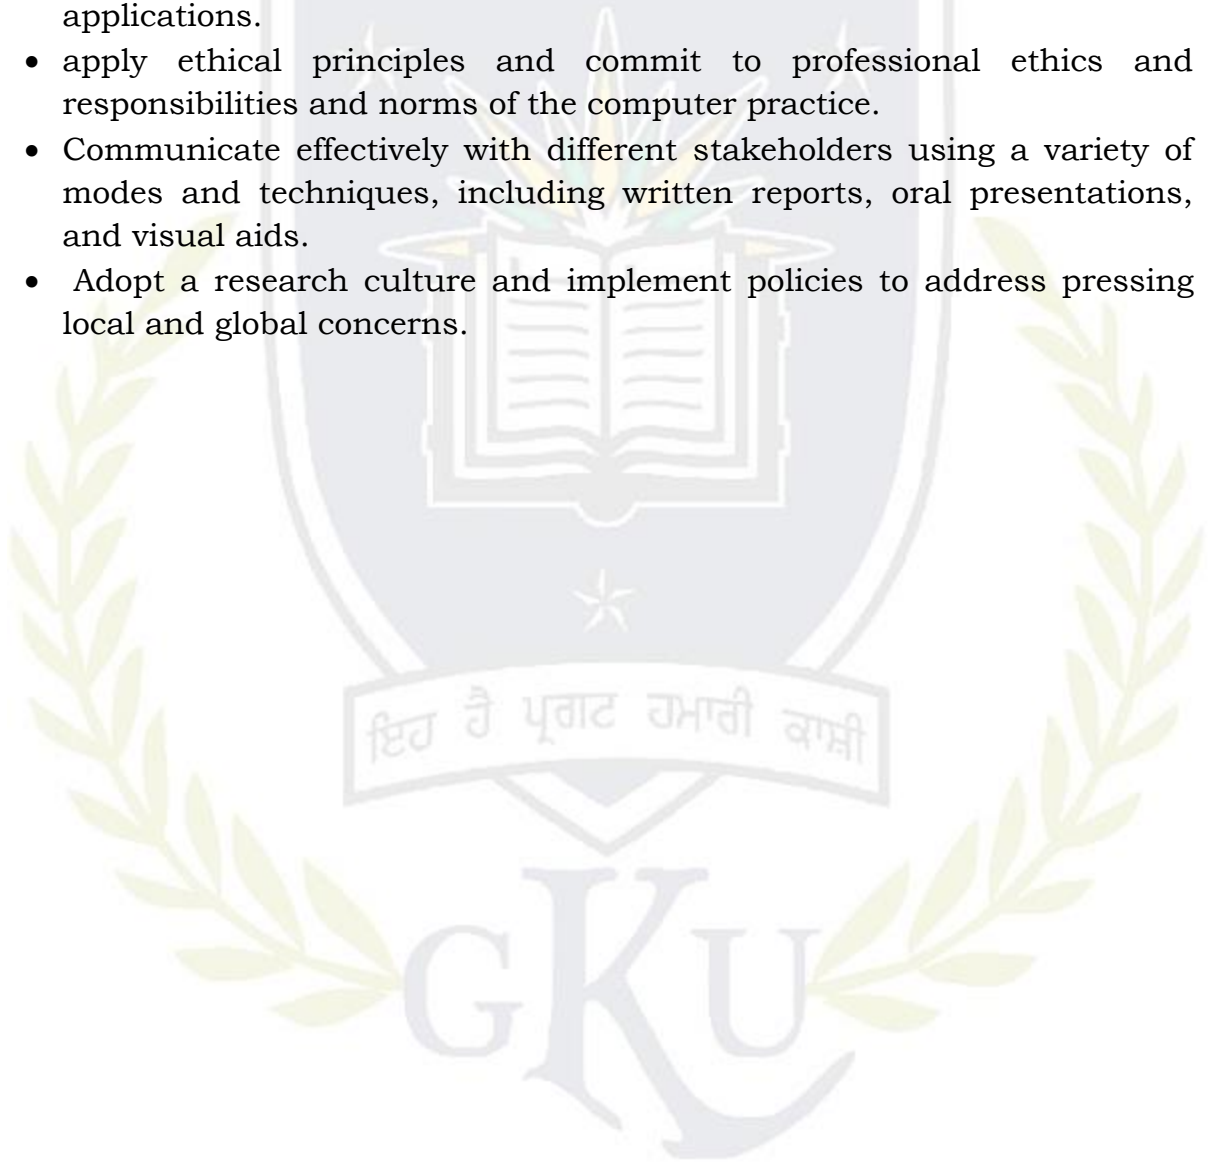 applications.
• apply ethical principles and commit to professional ethics and
responsibilities and norms of the computer practice.
• Communicate effectively with different stakeholders using a variety of
modes and techniques, including written reports, oral presentations,
and visual aids.
• Adopt a research culture and implement policies to address pressing
local and global concerns.
ਇਹ ਹੈ ਪ੍ਰਗਟ ਹਮਾਰੀ ਕਾਸ਼ੀ
GKU